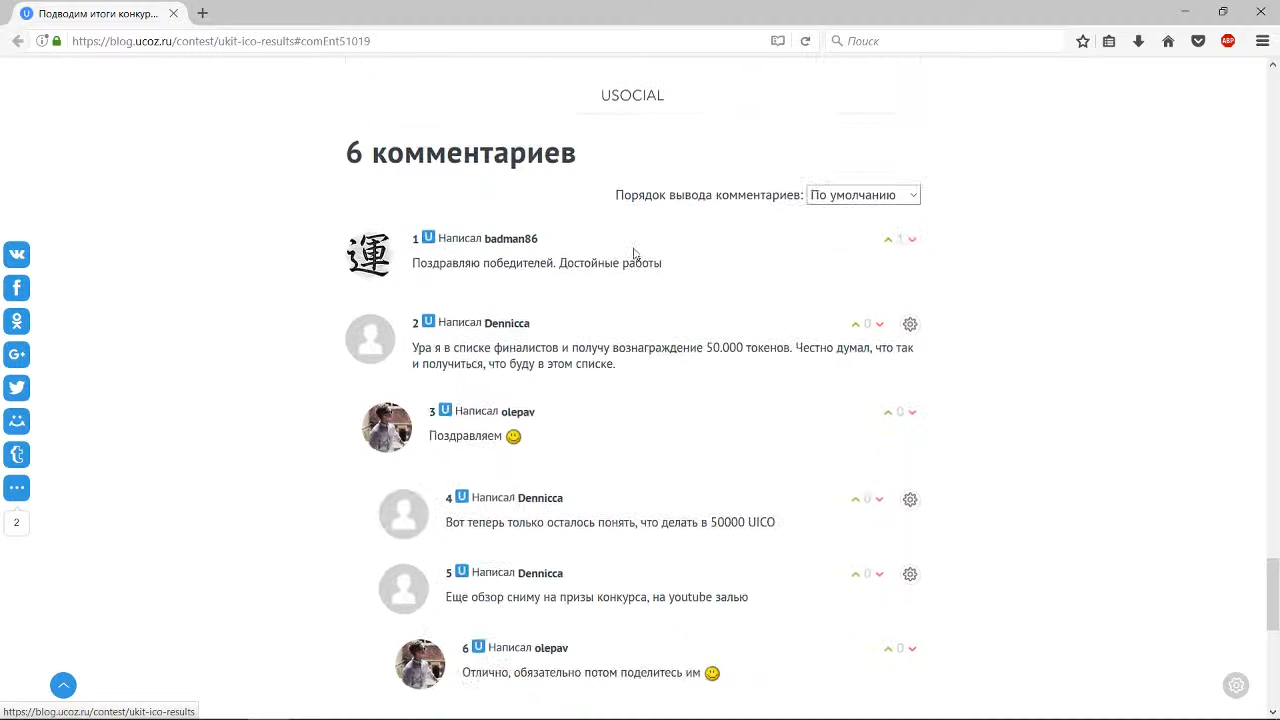 Подводим итоги конкур...
https://blog.ucoz.ru/contest/ukit-ico-results#comEnt51019
Поиск
ABP
USOCIAL
6 комментариев
Порядок вывода комментариев: По умолчанию
運
1 U Написал badman86
1
Поздравляю победителей. Достойные работы
2 U Написал Dennicca
0
Ура я в списке финалистов и получу вознаграждение 50.000 токенов. Честно думал, что так
и получиться, что буду в этом списке.
3 U Написал olepav
0
Поздравляем
4 U Написал Dennicca
0
Вот теперь только осталось понять, что делать в 50000 UICO
5 U Написал Dennicca
0
Еще обзор сниму на призы конкурса, на youtube залью
6 U Написал olepav
0
Отлично, обязательно потом поделитесь им
2
https://blog.ucoz.ru/contest/ukit-ico-results